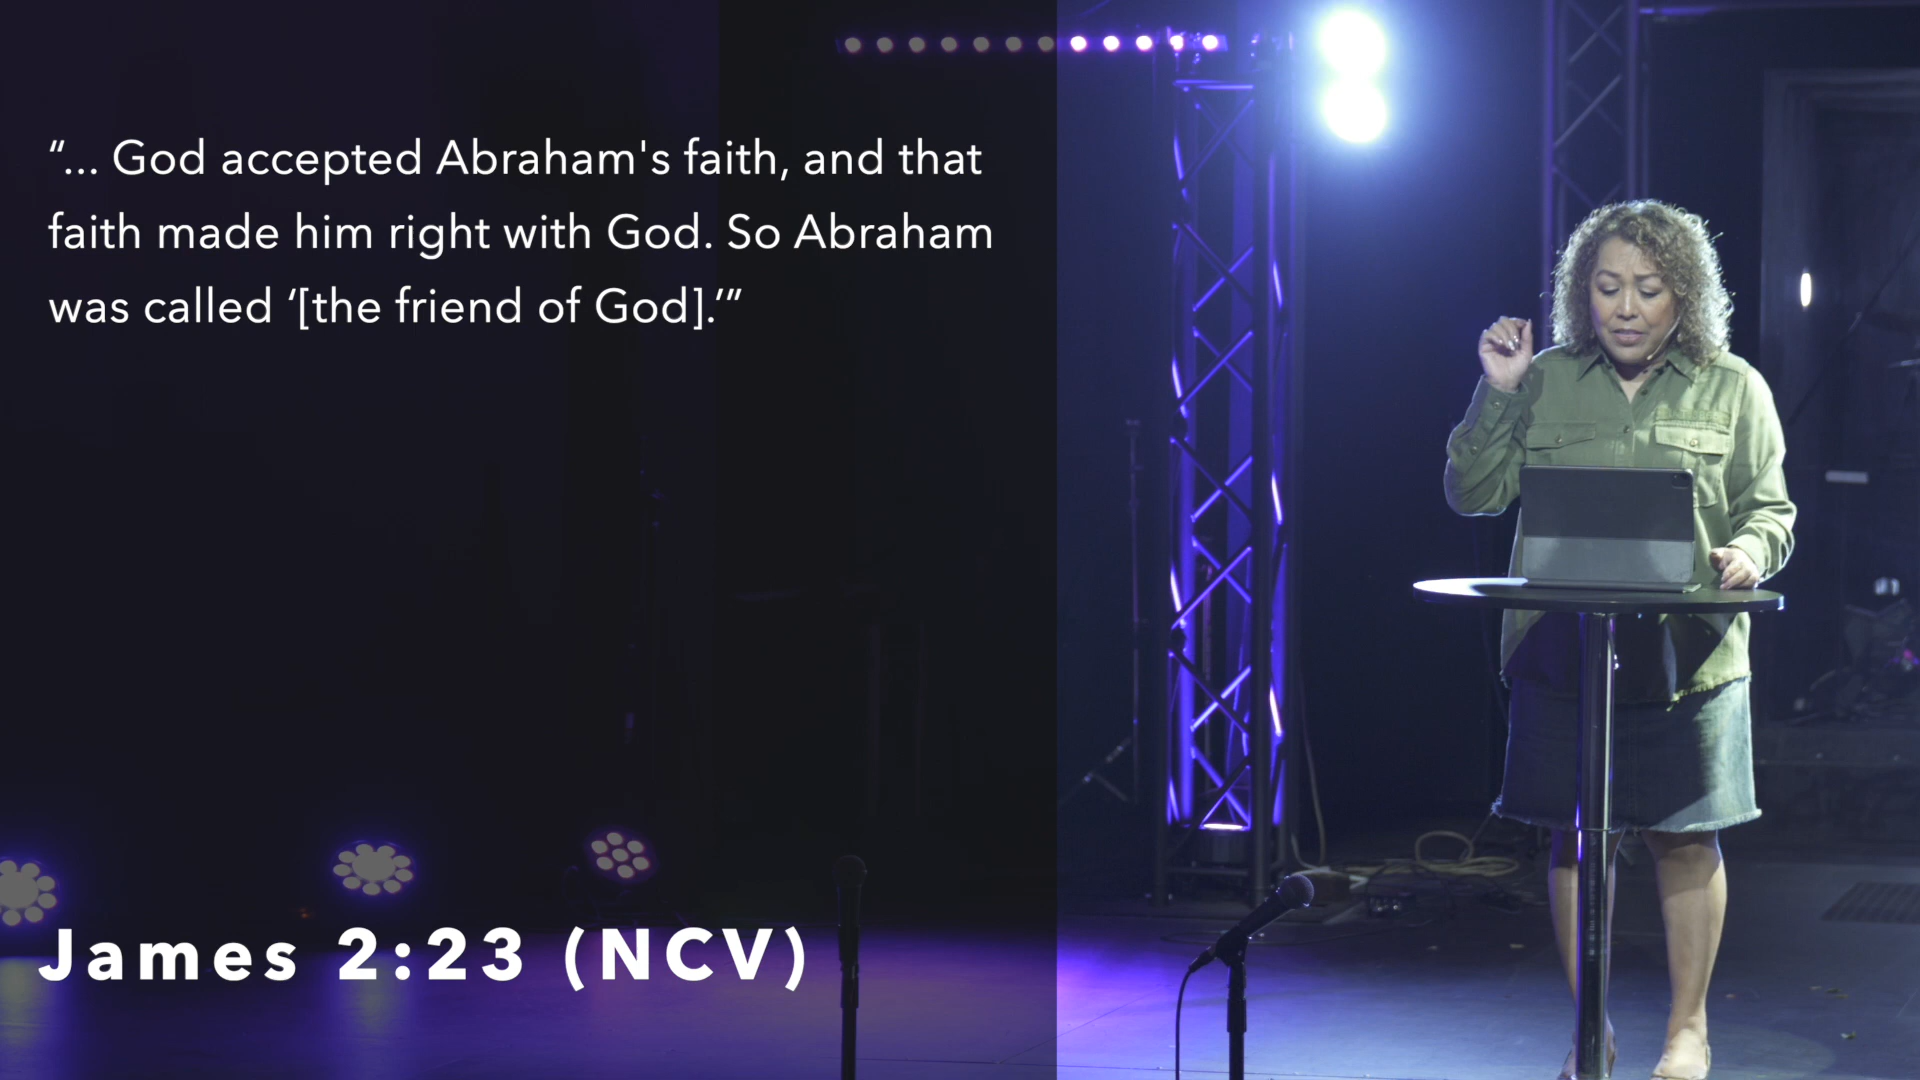 “... God accepted Abraham's faith, and that
faith made him right with God. So Abraham
was called ‘[the friend of God].’”
James 2:23 (NCV)